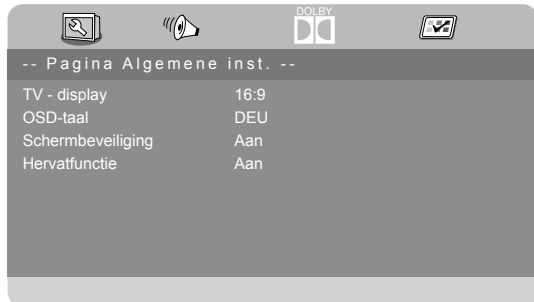 DOLBY
-- Pagina Algemene inst. --
TV - display 16:9
OSD-taal DEU
Schermbeveiliging Aan
Hervatfunctie Aan